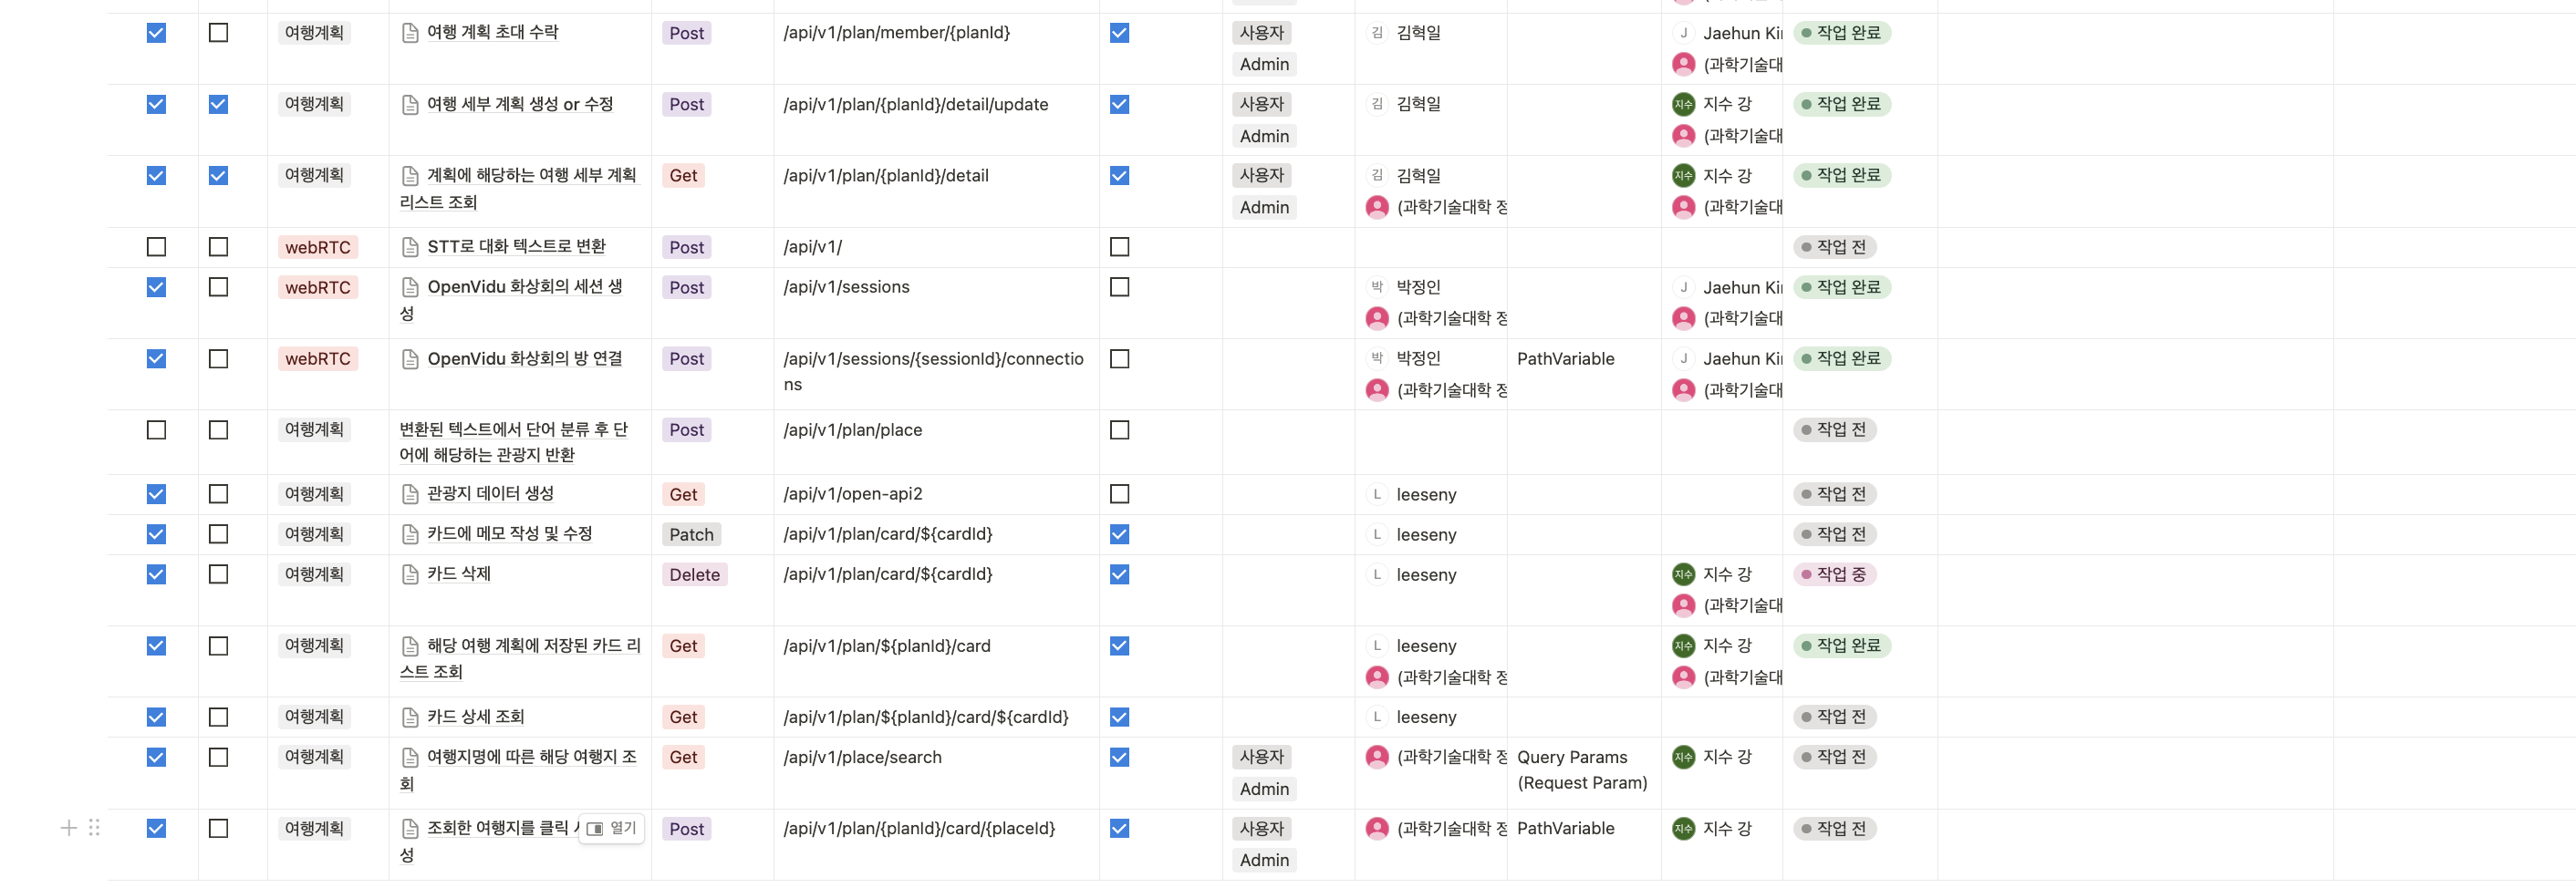 여행계획 여행 계획 초대 수락 Post /api/v1/plan/member/{planId} 사용자 김 김혁일 J Jaehun Ki 작업 완료
Admin (과학기술대
여행계획 여행 세부 계획 생성 or 수정 Post /api/v1/plan/{planId}/detail/update 사용자 김 김혁일 지수 지수 강 작업 완료
Admin (과학기술대
여행계획 계획에 해당하는 여행 세부 계획 Get /api/v1/plan/{planId}/detail 사용자 김 김혁일 지수 지수 강 작업 완료
리스트 조회 Admin (과학기술대학 정 (과학기술대
webRTC STT로 대화 텍스트로 변환 Post /api/v1/ 작업 전
webRTC OpenVidu 화상회의 세션 생 Post /api/v1/sessions 박 박정인 J Jaehun Ki 작업 완료
성 (과학기술대학 정 (과학기술대
webRTC OpenVidu 화상회의 방 연결 Post /api/v1/sessions/{sessionId}/connectio 박 박정인 PathVariable J Jaehun Ki 작업 완료
ns (과학기술대학 정 (과학기술대
여행계획 변환된 텍스트에서 단어 분류 후 단 Post /api/v1/plan/place 작업 전
어에 해당하는 관광지 반환
여행계획 관광지 데이터 생성 Get /api/v1/open-api2 L leeseny 작업 전
여행계획 카드에 메모 작성 및 수정 Patch /api/v1/plan/card/${cardId} L leeseny 작업 전
여행계획 카드 삭제 Delete /api/v1/plan/card/${cardId} L leeseny 지수 지수 강 작업 중
(과학기술대
여행계획 해당 여행 계획에 저장된 카드 리 Get /api/v1/plan/${planId}/card L leeseny 지수 지수 강 작업 완료
스트 조회 (과학기술대학 정 (과학기술대
여행계획 카드 상세 조회 Get /api/v1/plan/${planId}/card/${cardId} L leeseny 작업 전
여행계획 여행지명에 따른 해당 여행지 조 Get /api/v1/place/search 사용자 (과학기술대학 정 Query Params 지수 지수 강 작업 전
회 Admin (Request Param)
여행계획 조회한 여행지를 클릭 열기 Post /api/v1/plan/{planId}/card/{placeId} 사용자 (과학기술대학 정 PathVariable 지수 지수 강 작업 전
성 Admin